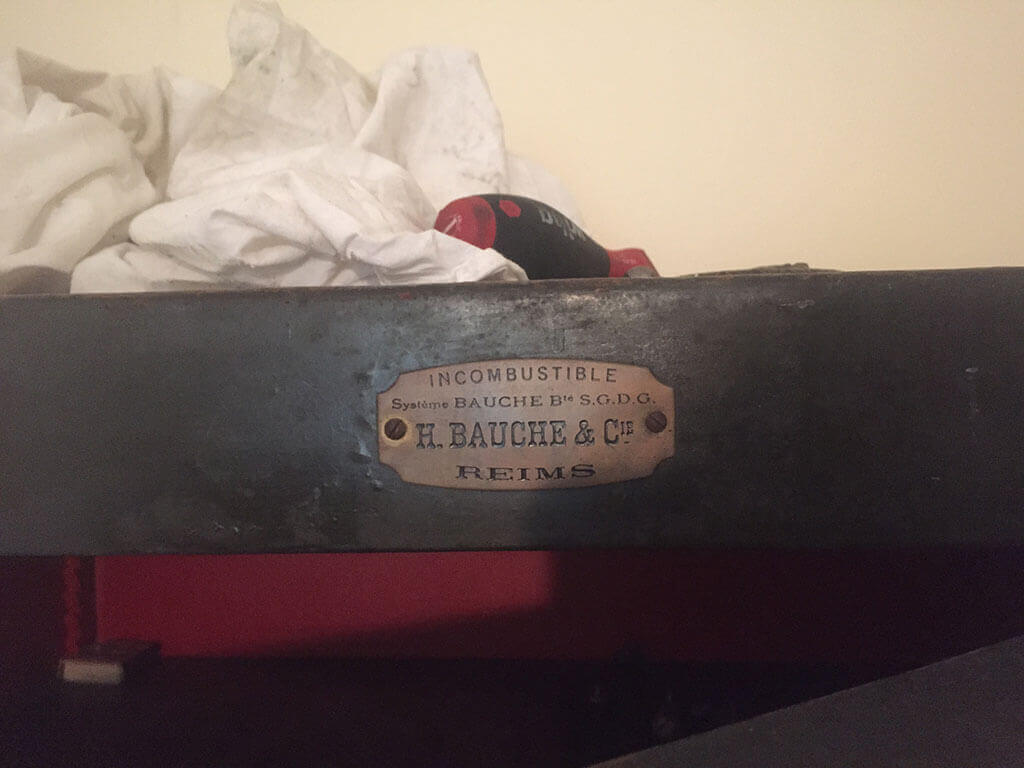 INCOMBUSTIBLE
Système BAUCHE Bté S.G.D.G.
H. BAUCHE & CIE
REIMS